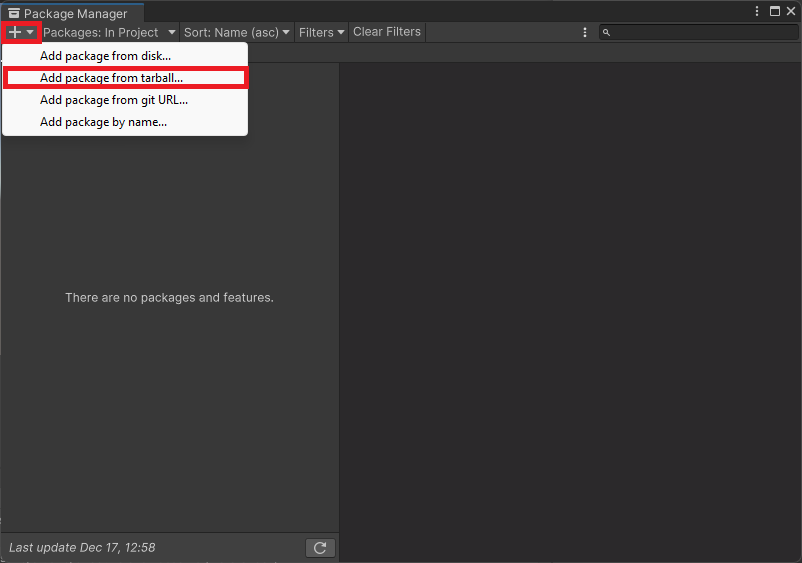 Package Manager
Packages: In Project
Sort: Name (asc)
Filters
Clear Filters
Add package from disk...
Add package from tarball...
Add package from git URL...
Add package by name...
There are no packages and features.
Last update Dec 17, 12:58